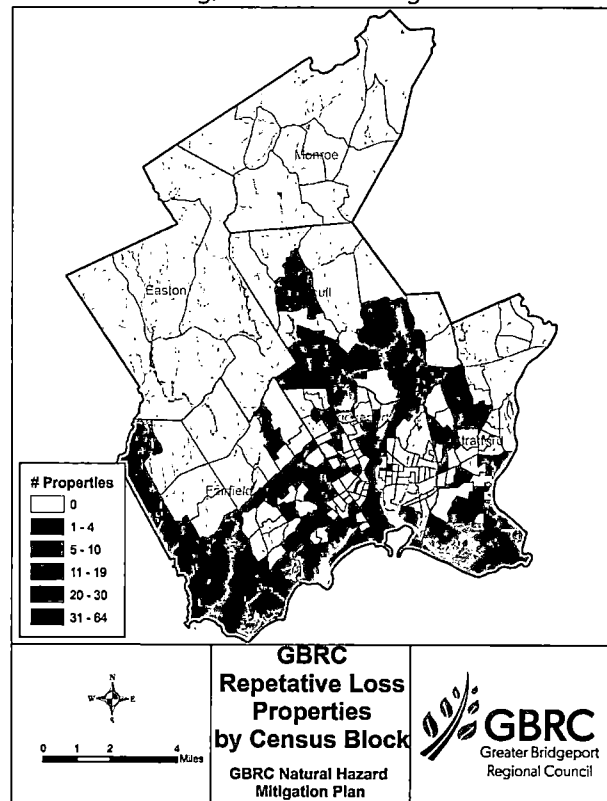 Monroe
Easton
Fairfield
# Properties
0
1 - 4
5 - 10
11 - 19
20 - 30
31 - 64
N
W
E
S
0 1 2 4
Miles
GBRC
Repetative Loss
Properties
by Census Block
GBRC Natural Hazard
Mitigation Plan
GBRC
Greater Bridgeport
Regional Council